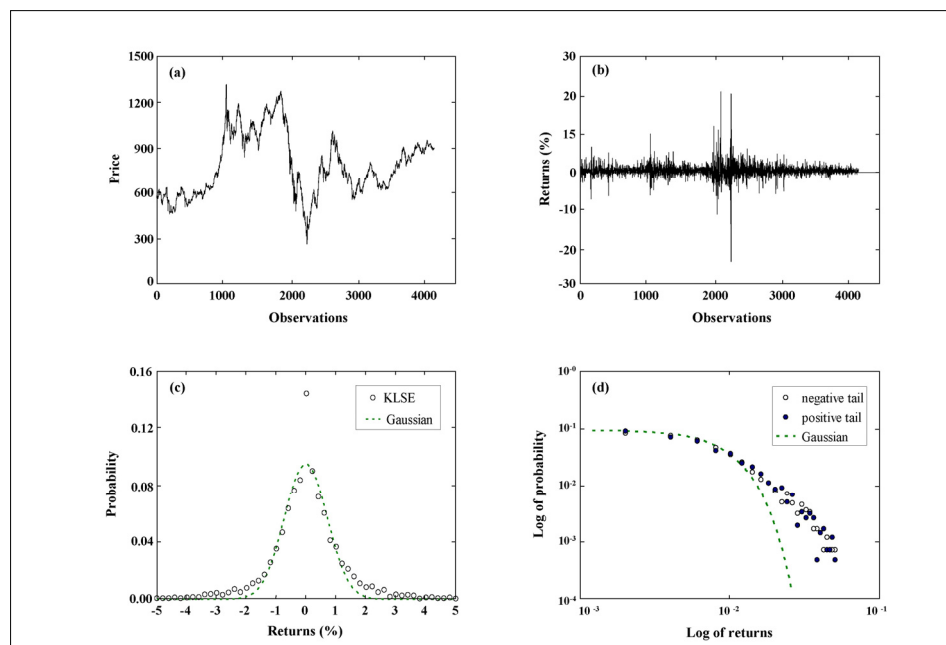 (a)
Price
1500
1200
900
600
300
0
0 1000 2000 3000 4000
Observations
(b)
Returns (%)
30
20
15
0
-10
-20
-30
0 1000 2000 3000 4000
Observations
(c)
Probability
0.16
0.12
0.08
0.04
0.00
KLSE
Gaussian
-5 -4 -3 -2 -1 0 1 2 3 4 5
Returns (%)
(d)
Log of probability
10⁻⁰
10⁻¹
10⁻²
10⁻³
10⁻⁴
negative tail
positive tail
Gaussian
10⁻³ 10⁻² 10⁻¹
Log of returns